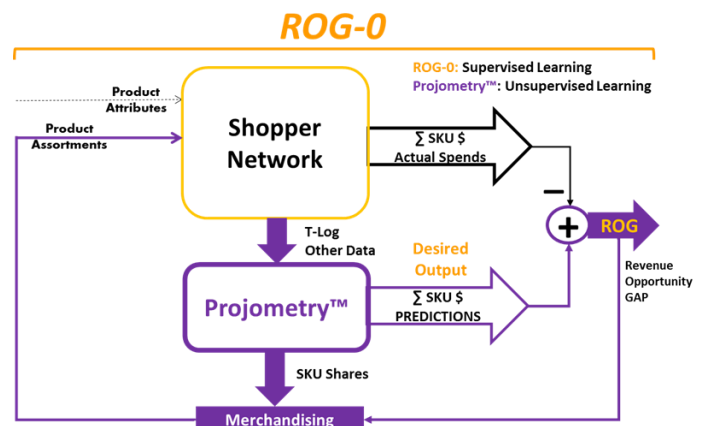 ROG-0
ROG-0: Supervised Learning
Projometry™: Unsupervised Learning
Product
Attributes
Product
Assortments
Shopper
Network
∑ SKU $
Actual Spends
−
+
ROG
T-Log
Other Data
Desired
Output
Revenue
Opportunity
GAP
Projometry™
∑ SKU $
PREDICTIONS
SKU Shares
Merchandising